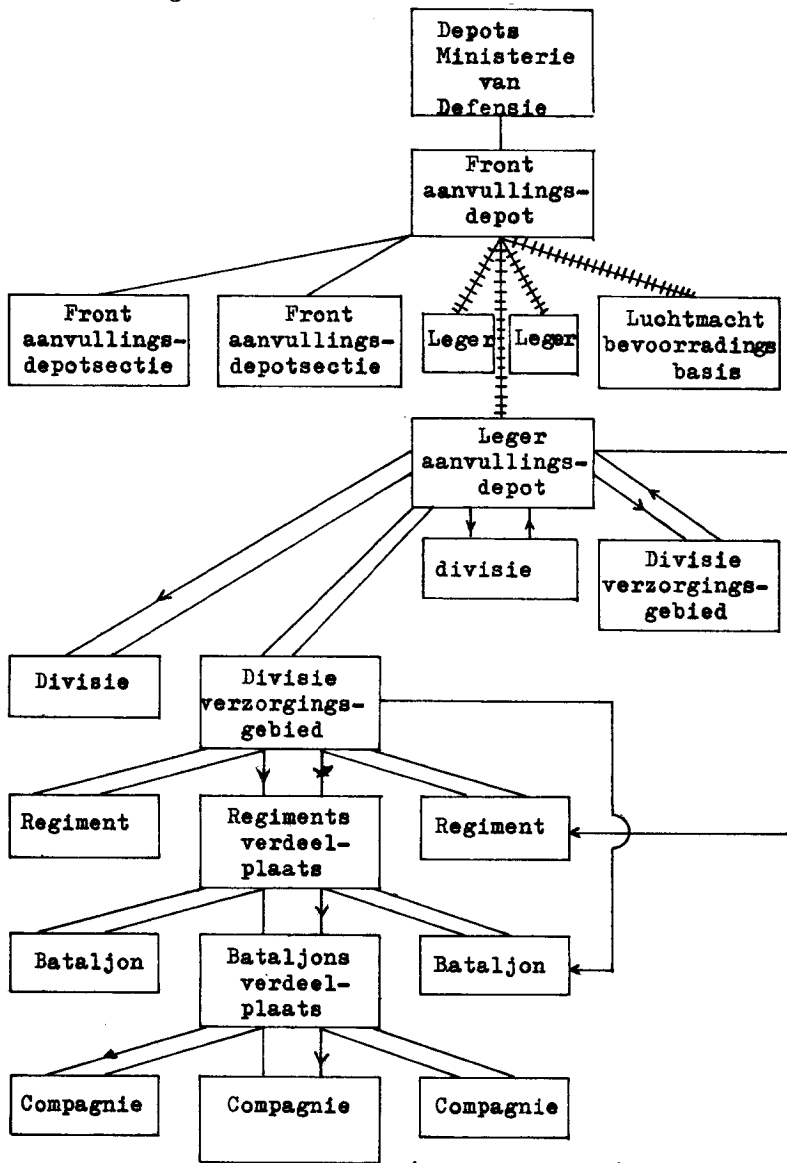 Depots
Ministerie
van
Defensie
Front
aanvullings-
depot
Front
aanvullings-
depotsectie
Front
aanvullings-
depotsectie
Leger
Leger
Luchtmacht
bevoorradings
basis
Leger
aanvullings-
depot
divisie
Divisie
verzorgings-
gebied
Divisie
Divisie
verzorgings-
gebied
Regiment
Regiments
verdeel-
plaats
Regiment
Bataljon
Bataljons
verdeel-
plaats
Bataljon
Compagnie
Compagnie
Compagnie